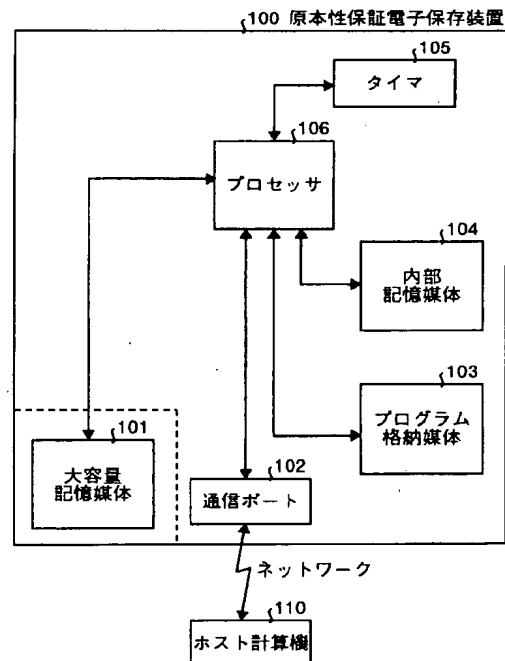 100 原本性保証電子保存装置
105
タイマ
106
プロセッサ
104
内部
記憶媒体
103
プログラム
格納媒体
101
大容量
記憶媒体
102
通信ポート
ネットワーク
110
ホスト計算機